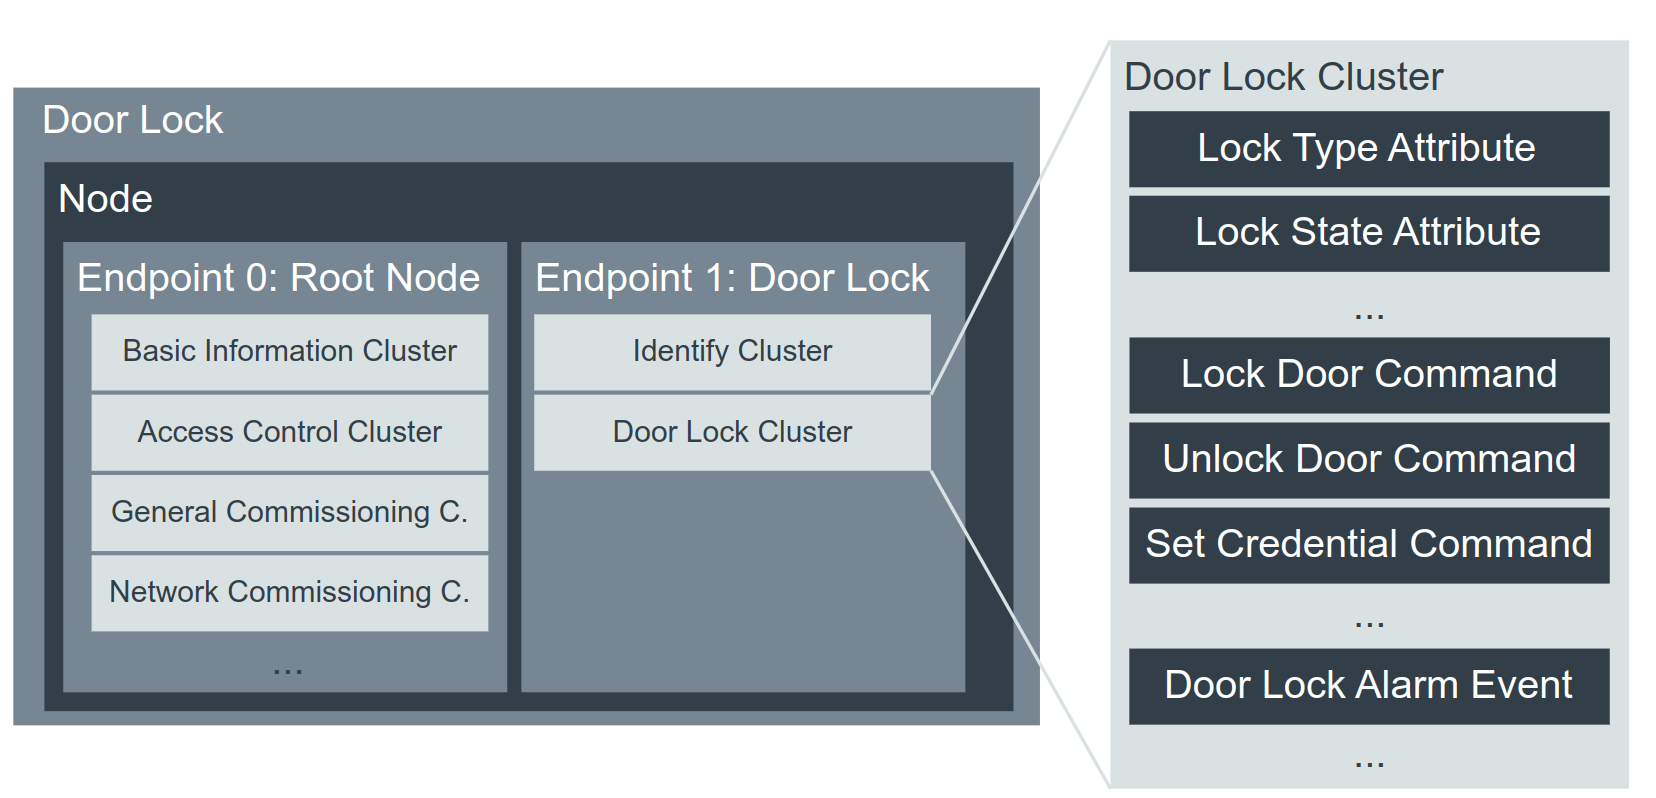 Door Lock
Node
Endpoint 0: Root Node
Basic Information Cluster
Access Control Cluster
General Commissioning C.
Network Commissioning C.
...
Endpoint 1: Door Lock
Identify Cluster
Door Lock Cluster
Door Lock Cluster
Lock Type Attribute
Lock State Attribute
...
Lock Door Command
Unlock Door Command
Set Credential Command
...
Door Lock Alarm Event
...